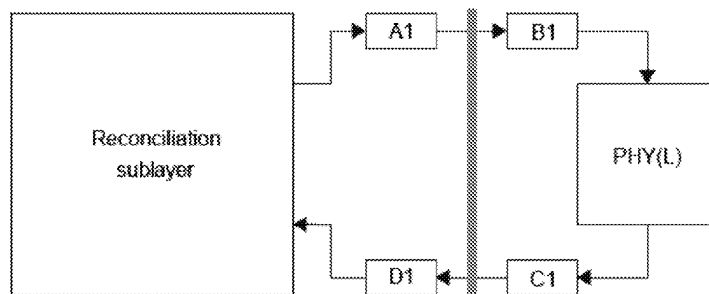 A1
B1
Reconciliation
sublayer
PHY(L)
D1
C1